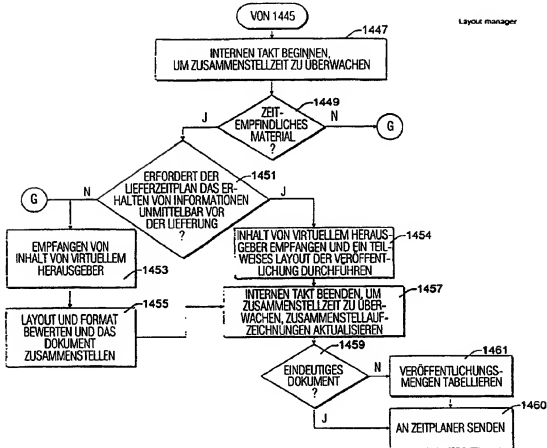 VON 1445
Layout manager
1447
INTERNEN TAKT BEGINNEN,
UM ZUSAMMENSTELLZEIT ZU ÜBERWACHEN
1449
ZEIT-
EMPFINDLICHES
MATERIAL
?
J
N
G
1451
ERFORDERT DER
LIEFERZEITPLAN DAS ER-
HALTEN VON INFORMATIONEN
UNMITTELBAR VOR
DER LIEFERUNG
?
G
N
J
EMPFANGEN VON
INHALT VON VIRTUELLEM
HERAUSGEBER
1453
INHALT VON VIRTUELLEM HERAUS-
GEBER EMPFANGEN UND EIN TEIL-
WEISES LAYOUT DER VERÖFFENT-
LICHUNG DURCHFÜHREN
1454
1455
LAYOUT UND FORMAT
BEWERTEN UND DAS
DOKUMENT
ZUSAMMENSTELLEN
1457
INTERNEN TAKT BEENDEN, UM
ZUSAMMENSTELLZEIT ZU ÜBER-
WACHEN, ZUSAMMENSTELLAUF-
ZEICHNUNGEN AKTUALISIEREN
1459
EINDEUTIGES
DOKUMENT
?
N
J
1461
VERÖFFENTLICHUNGS-
MENGEN TABELLIEREN
1460
AN ZEITPLANER SENDEN